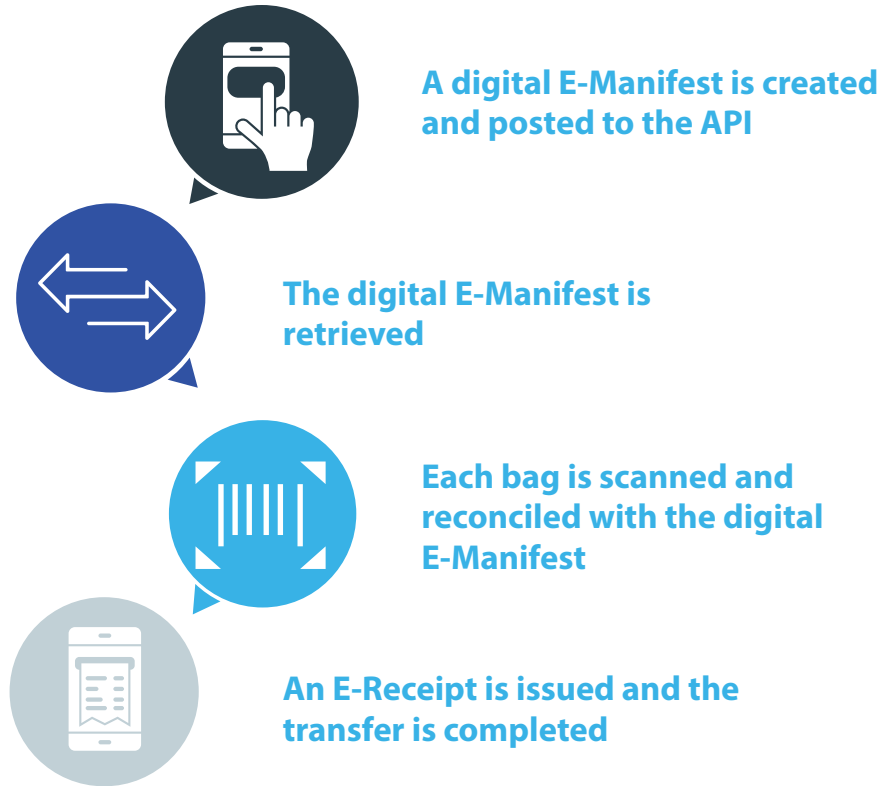 A digital E-Manifest is created
and posted to the API
The digital E-Manifest is
retrieved
Each bag is scanned and
reconciled with the digital
E-Manifest
An E-Receipt is issued and the
transfer is completed